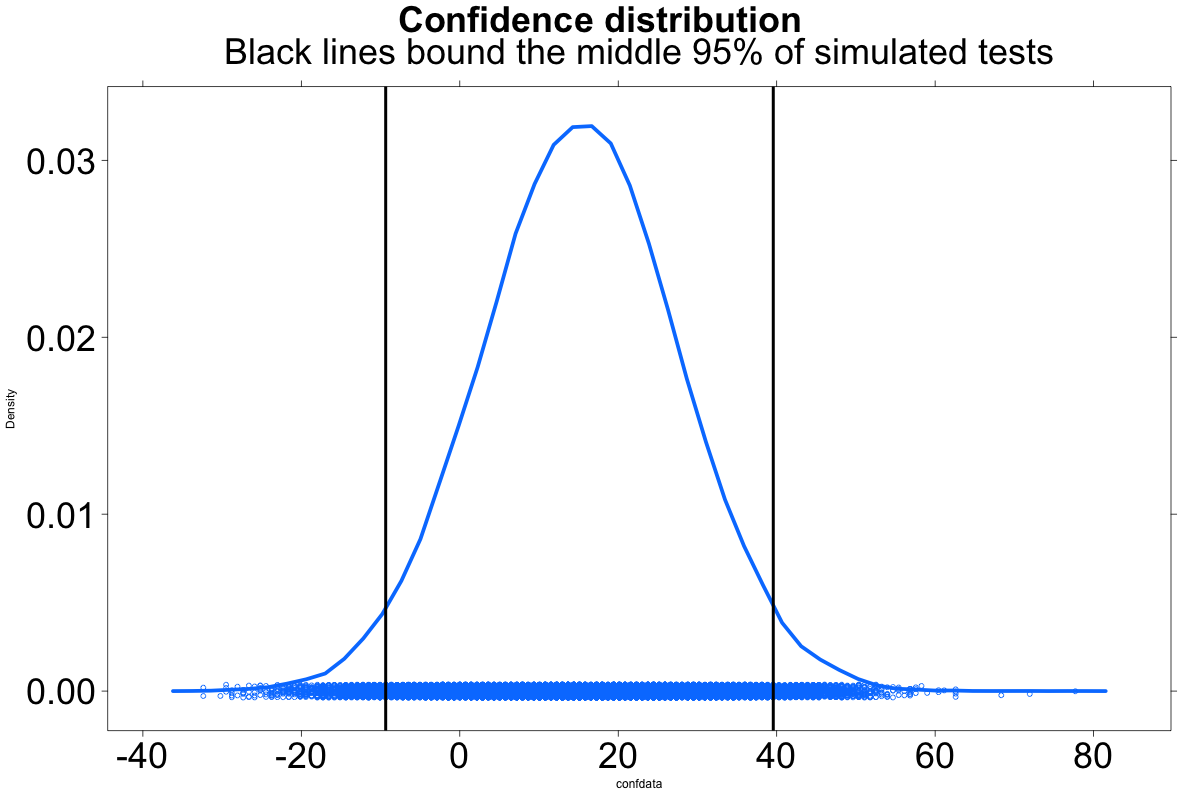 Confidence distribution
Black lines bound the middle 95% of simulated tests
0.03
0.02
0.01
0.00
Density
-40 -20 0 20 40 60 80
confdata